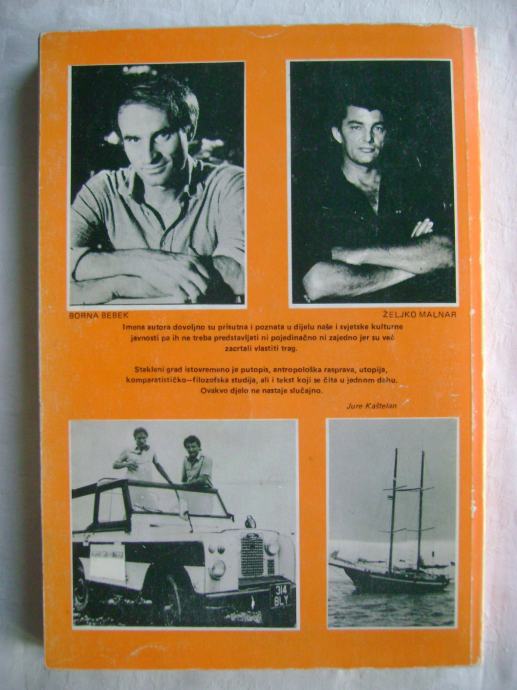 BORNA BEBEK
ŽELJKO MALNAR
Imena autora dovoljno su prisutna i poznata u dijelu naše i svjetske kulturne
javnosti pa ih ne treba predstavljati ni pojedinačno ni zajedno jer su već
zacrtali vlastiti trag.
Stakleni grad istovremeno je putopis, antropološka rasprava, utopija,
komparatističko–filozofska studija, ali i tekst koji se čita u jednom dahu.
Ovakvo djelo ne nastaje slučajno.
Jure Kaštelan
314
BLY